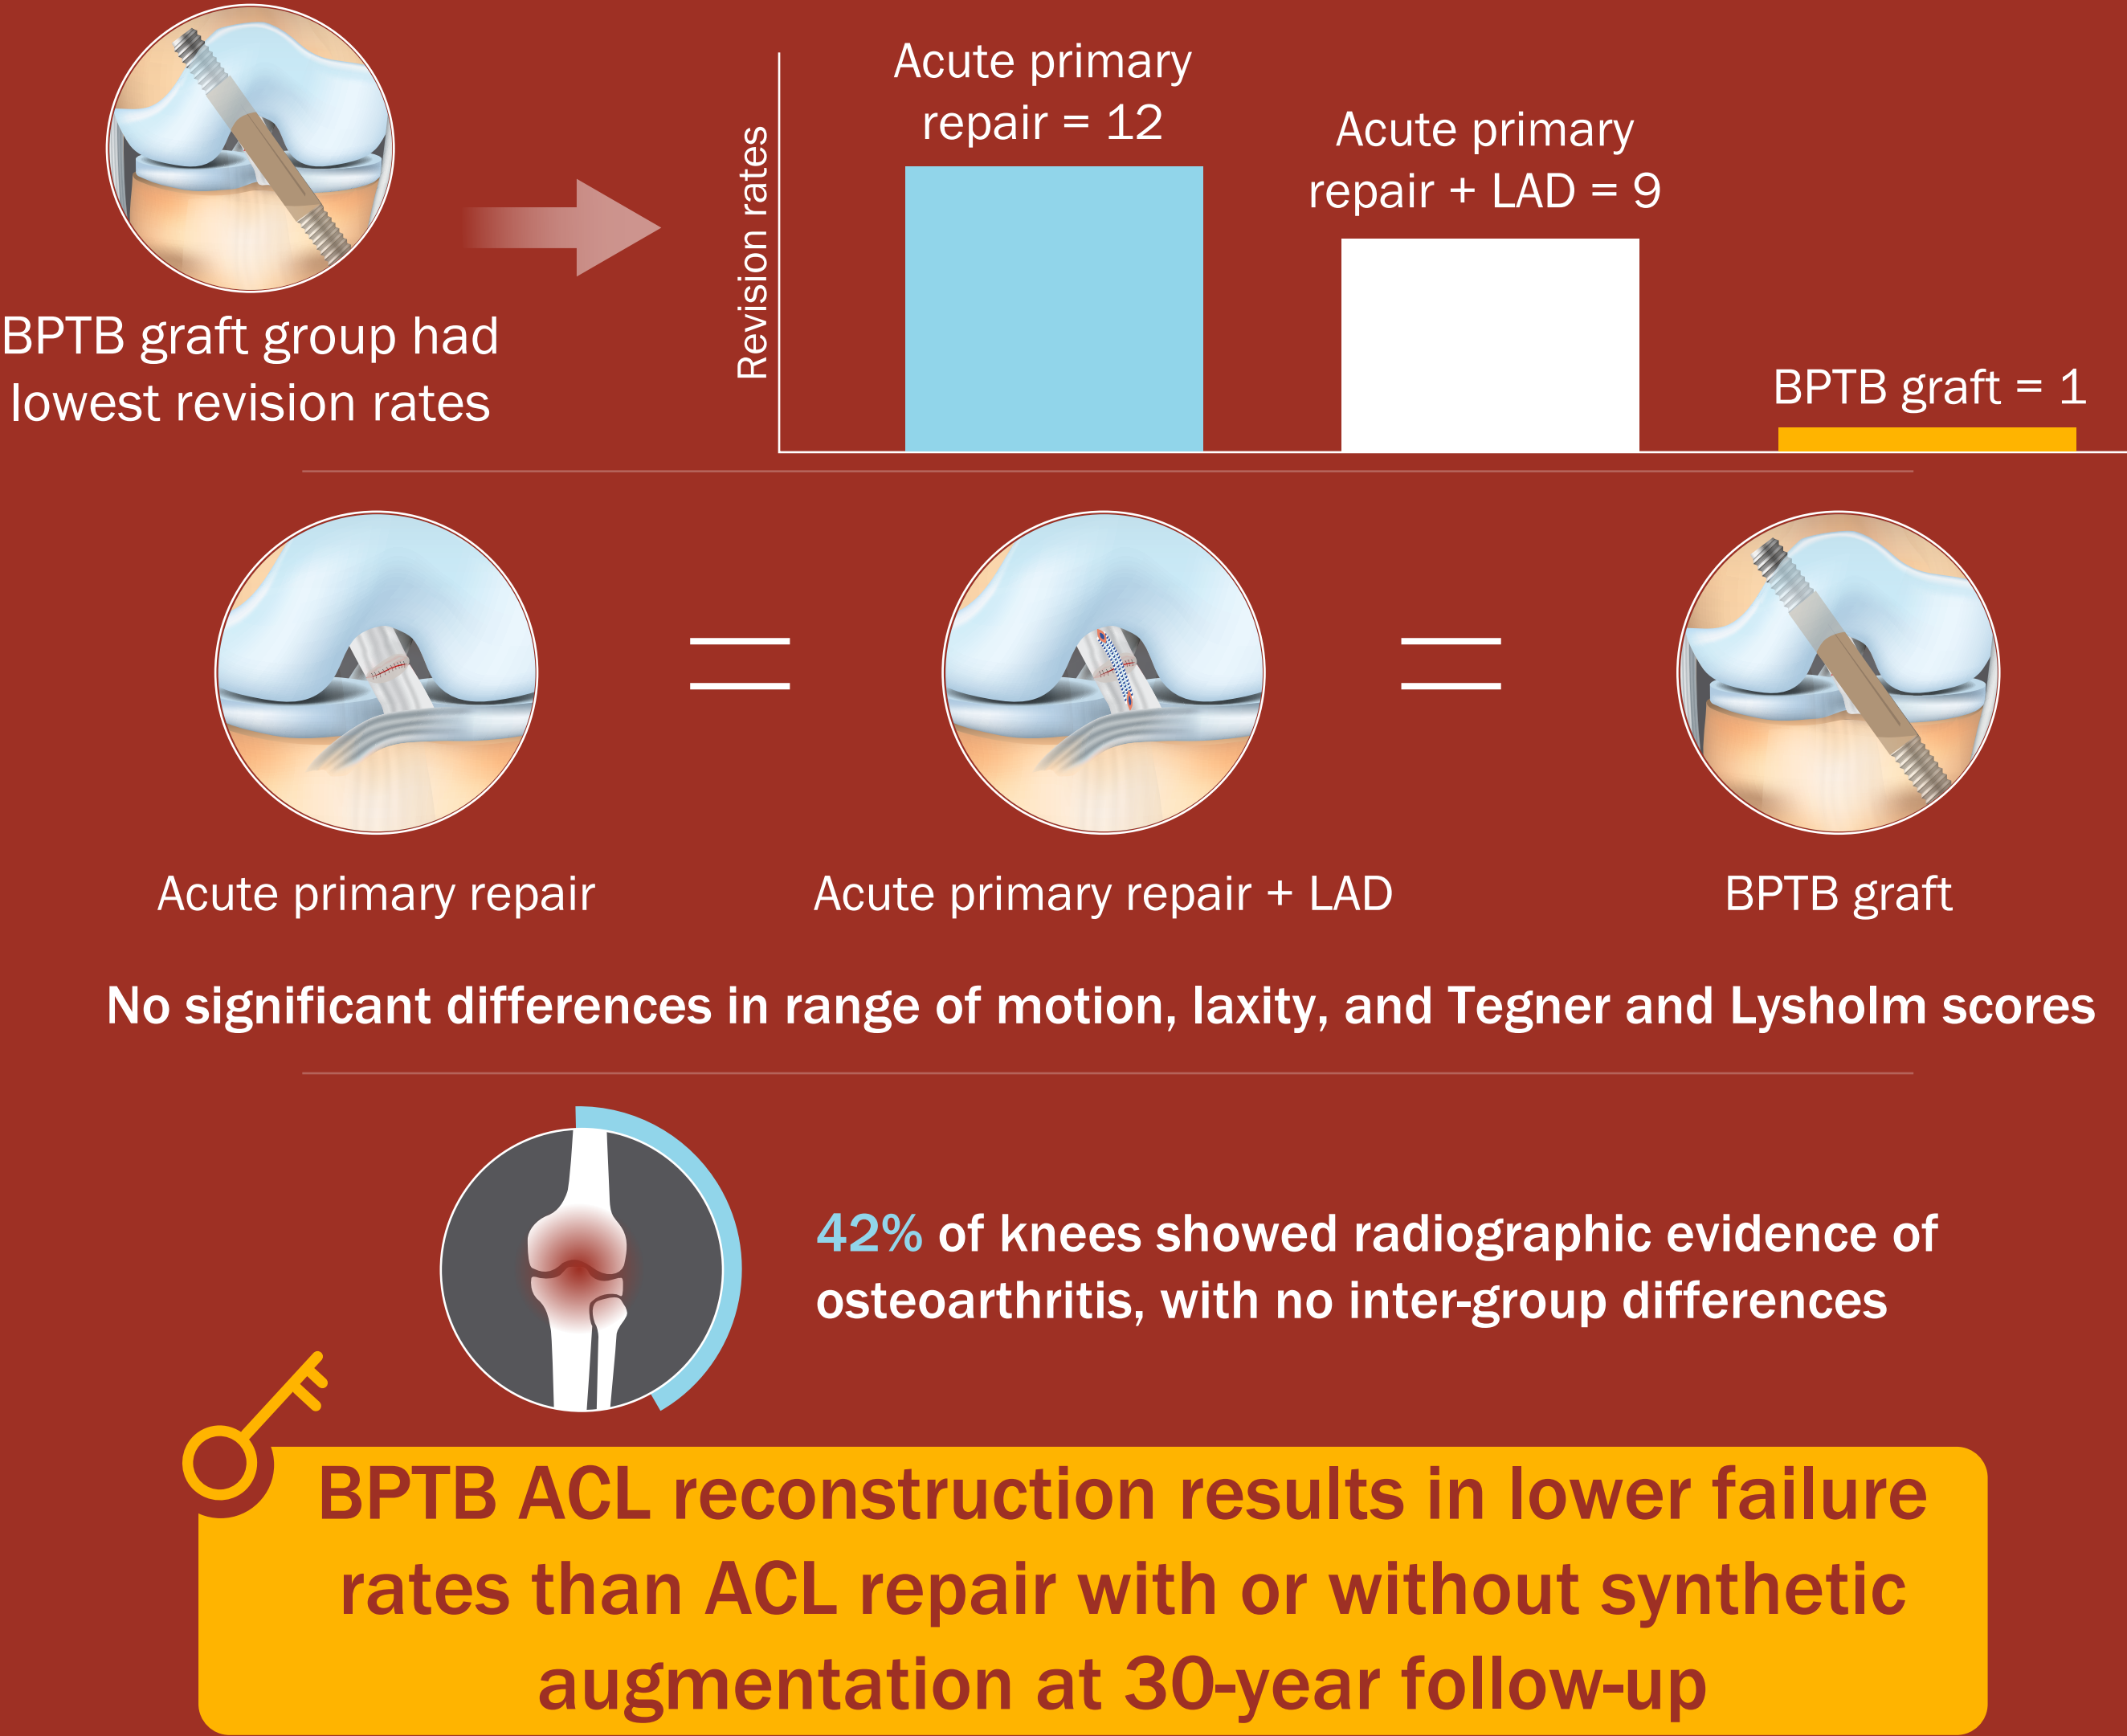 BPTB graft group had
lowest revision rates
Revision rates
Acute primary
repair = 12
Acute primary
repair + LAD = 9
BPTB graft = 1
Acute primary repair
Acute primary repair + LAD
BPTB graft
No significant differences in range of motion, laxity, and Tegner and Lysholm scores
42% of knees showed radiographic evidence of
osteoarthritis, with no inter-group differences
BPTB ACL reconstruction results in lower failure
rates than ACL repair with or without synthetic
augmentation at 30-year follow-up